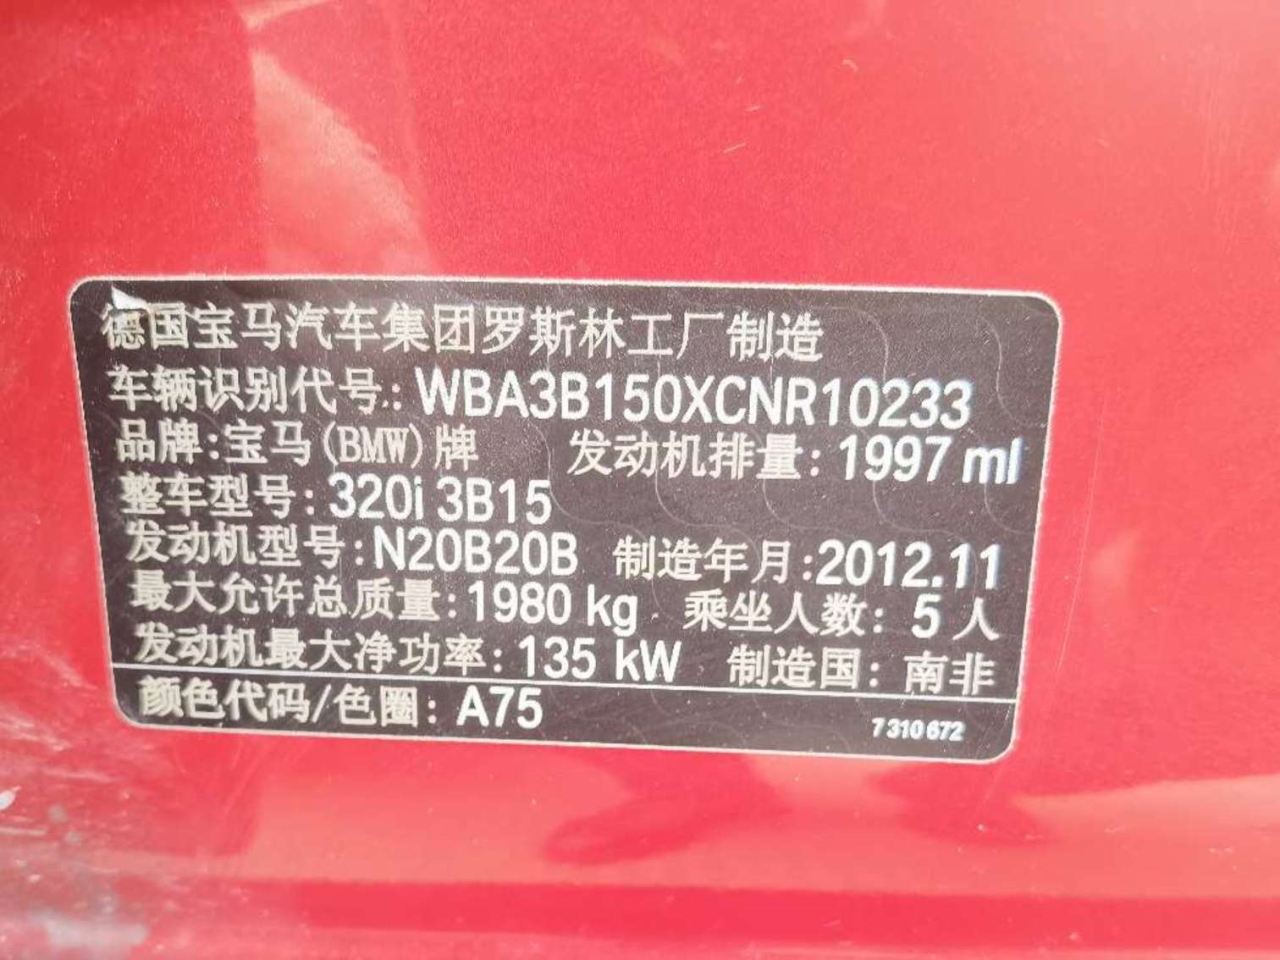 德国宝马汽车集团罗斯林工厂制造
车辆识别代号:WBA3B150XCNR10233
品牌:宝马(BMW)牌 发动机排量:1997 ml
整车型号:320i 3B15
发动机型号:N20B20B 制造年月:2012.11
最大允许总质量:1980 kg 乘坐人数:5 人
发动机最大净功率:135 kW 制造国:南非
颜色代码/色圈:A75
7310672